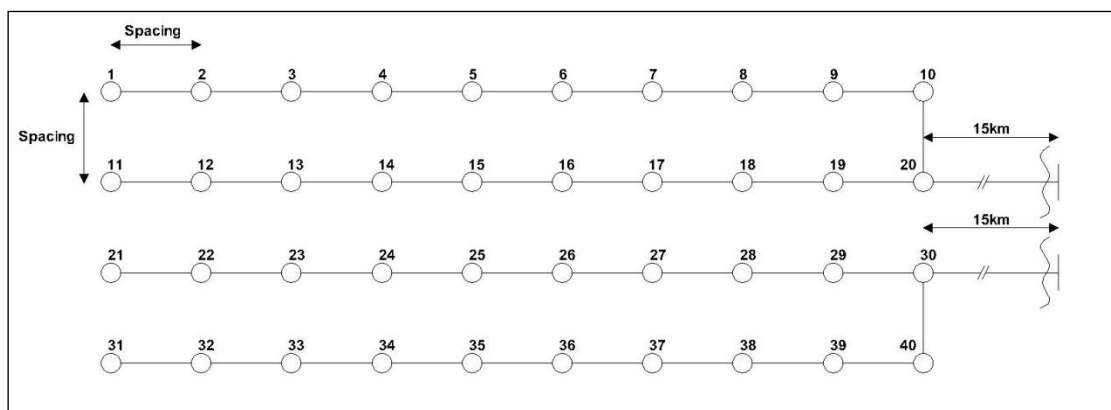 Spacing
1 2 3 4 5 6 7 8 9 10
Spacing
15km
11 12 13 14 15 16 17 18 19 20
15km
21 22 23 24 25 26 27 28 29 30
31 32 33 34 35 36 37 38 39 40